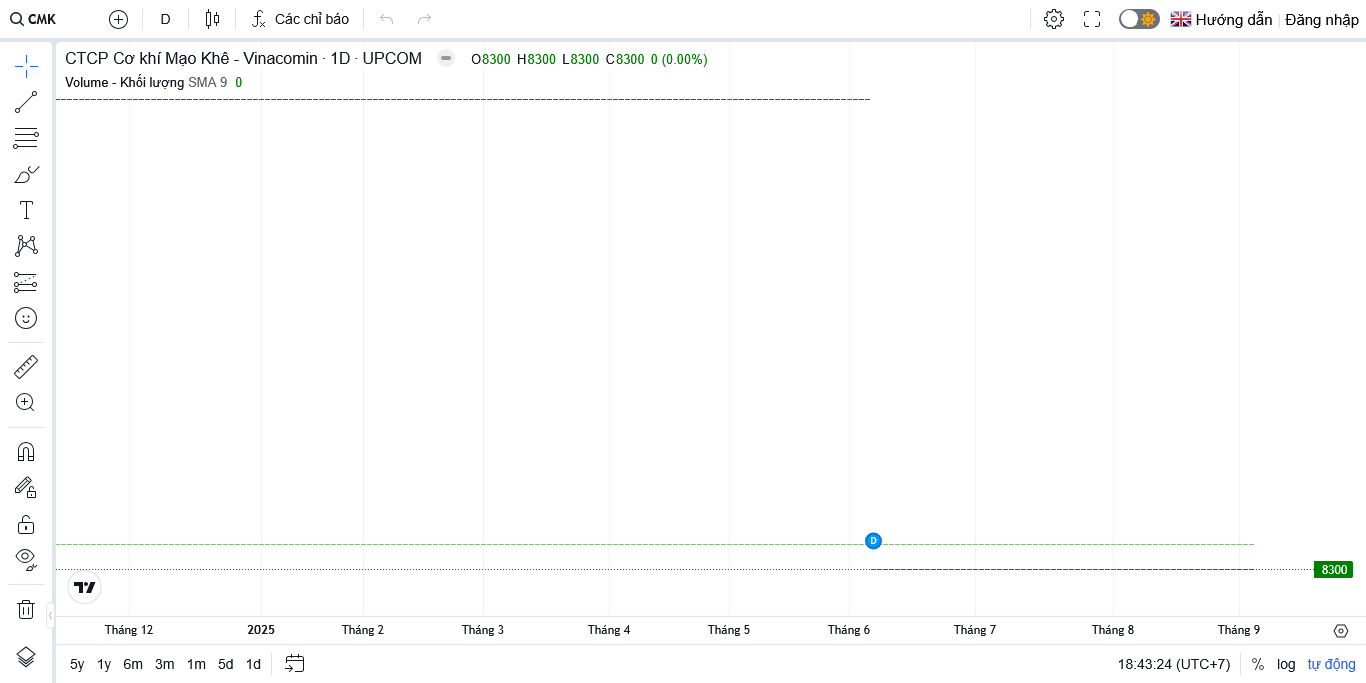 CMK D Các chỉ báo Hướng dẫn Đăng nhập
CTCP Cơ khí Mạo Khê - Vinacomin · 1D · UPCOM O8300 H8300 L8300 C8300 0 (0.00%)
Volume - Khối lượng SMA 9 0
D
8300
Tháng 12 2025 Tháng 2 Tháng 3 Tháng 4 Tháng 5 Tháng 6 Tháng 7 Tháng 8 Tháng 9
5y 1y 6m 3m 1m 5d 1d 18:43:24 (UTC+7) % log tự động